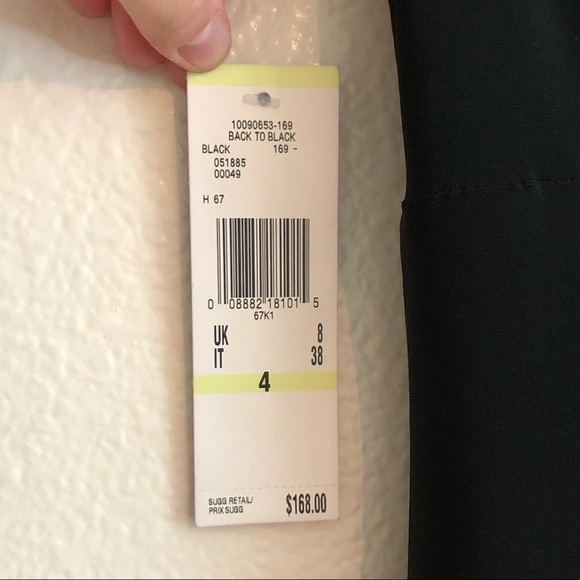 10090653-169
BACK TO BLACK
BLACK 169 -
051885
00049
H 67
0 08882 18101 5
67K1
UK 8
IT 38
4
SUGG RETAIL/
PRIX SUGG $168.00